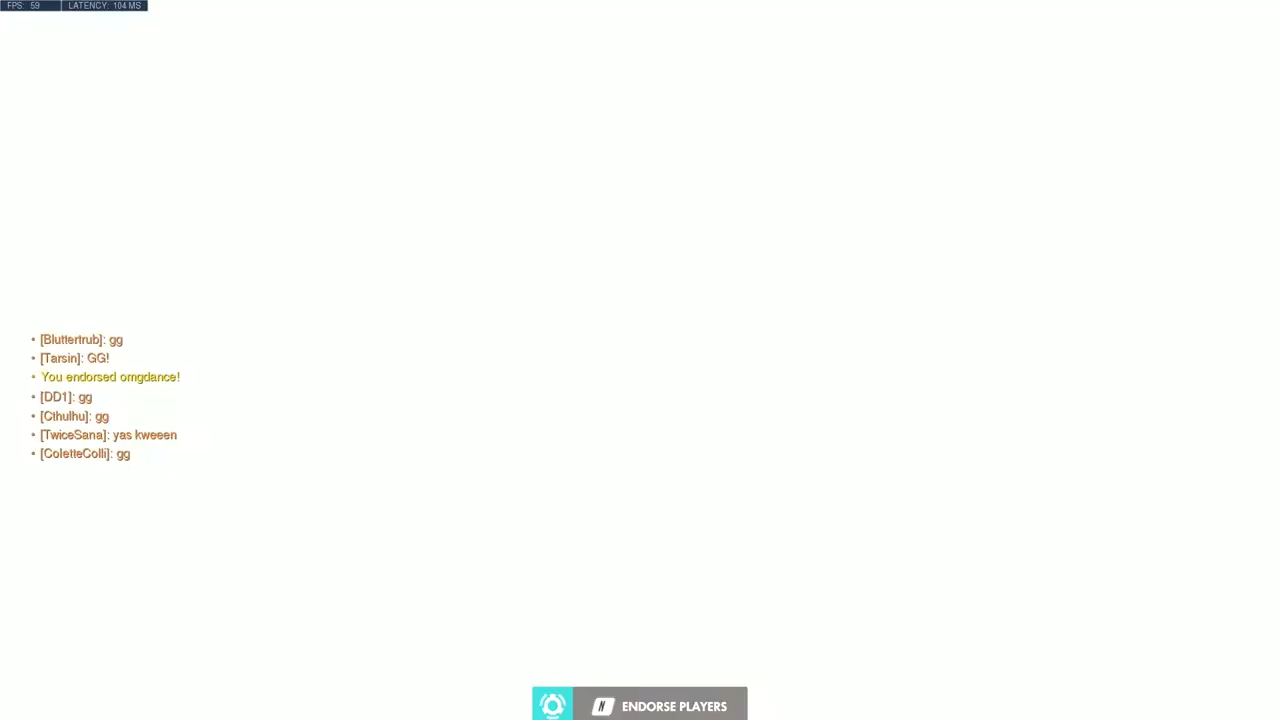 FPS: 59 LATENCY: 104 MS
• [Bluttertrub]: gg
• [Tarsin]: GG!
• You endorsed omgdance!
• [DD1]: gg
• [Cthulhu]: gg
• [TwiceSana]: yas kweeen
• [ColetteColli]: gg
N ENDORSE PLAYERS